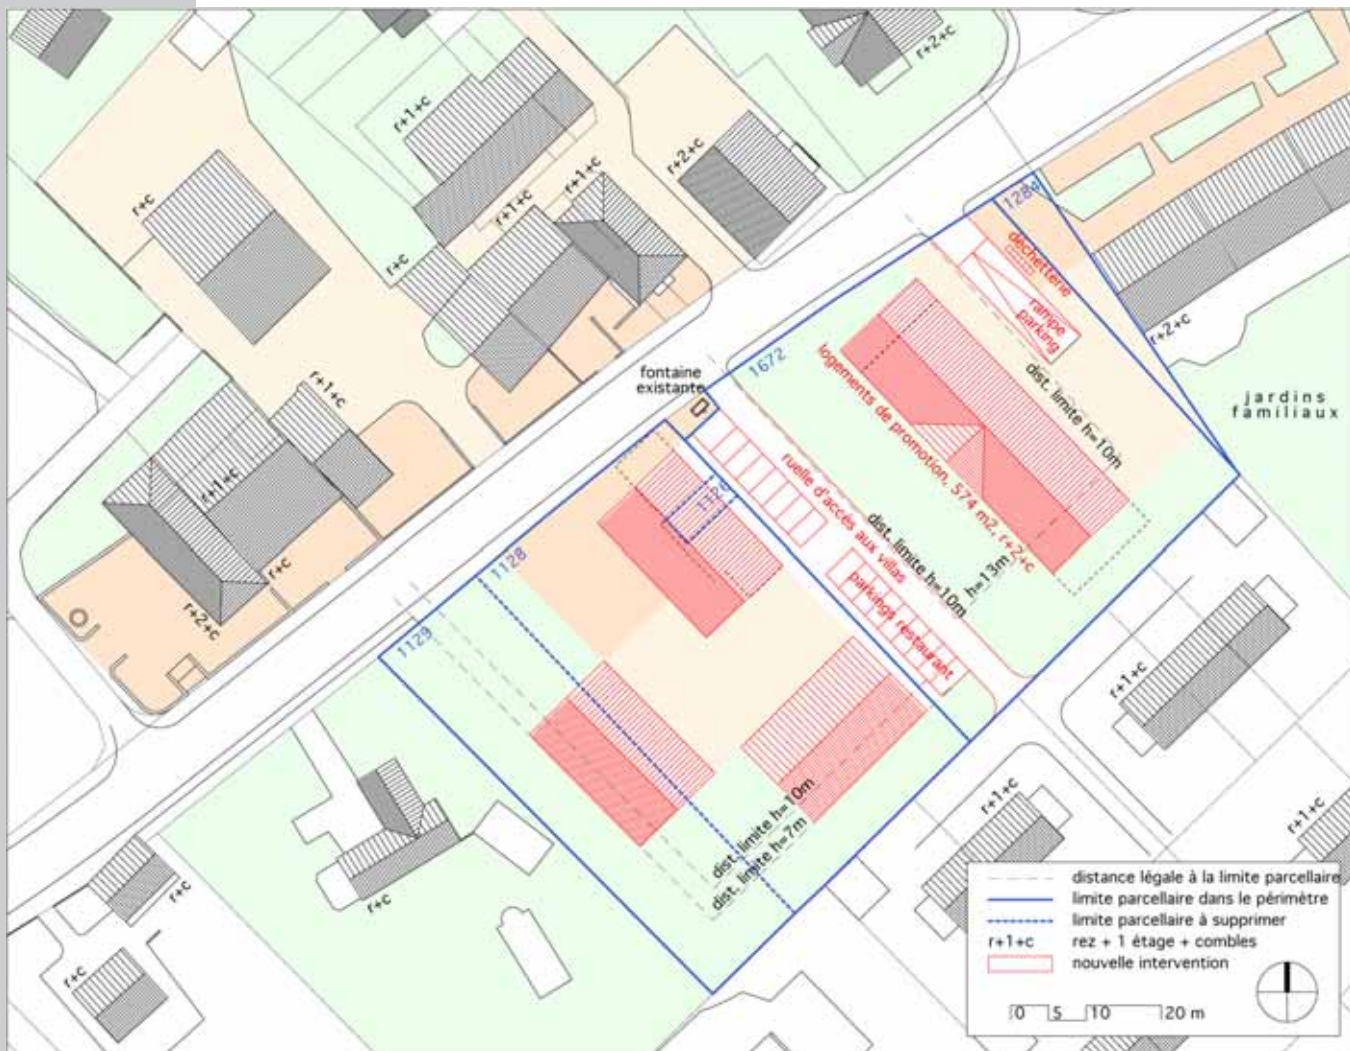 r+2+c
r+1+c
r+2+c
r+1+c
r+c
r+1+c
r+c
1284
déchetterie
rampe
parking
r+2+c
fontaine
existante
1672
dist. limite h=10m
jardins
familiaux
r+1+c
r+1+c
logements de promotion, 574 m2, r+2+c
ruelle d'accés aux villas
1126
dist. limite h=10m
h=13m
parkings restaurant
r+c
r+2+c
1128
1129
r+1+c
dist. limite h=10m
dist. limite h=7m
r+1+c
r+1+c
r+c
r+c
r+c
distance légale à la limite parcellaire
limite parcellaire dans le périmètre
limite parcellaire à supprimer
r+1+c rez + 1 étage + combles
nouvelle intervention
0 5 10 20 m